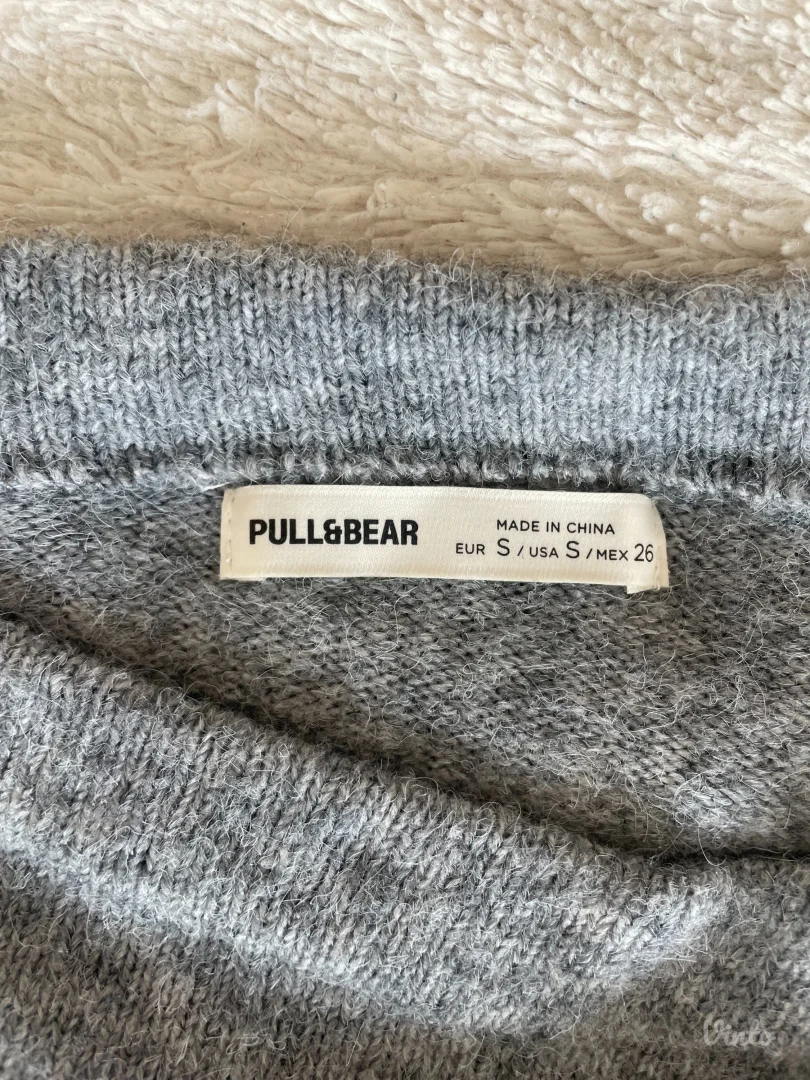 PULL&BEAR
MADE IN CHINA
EUR S / USA S / MEX 26